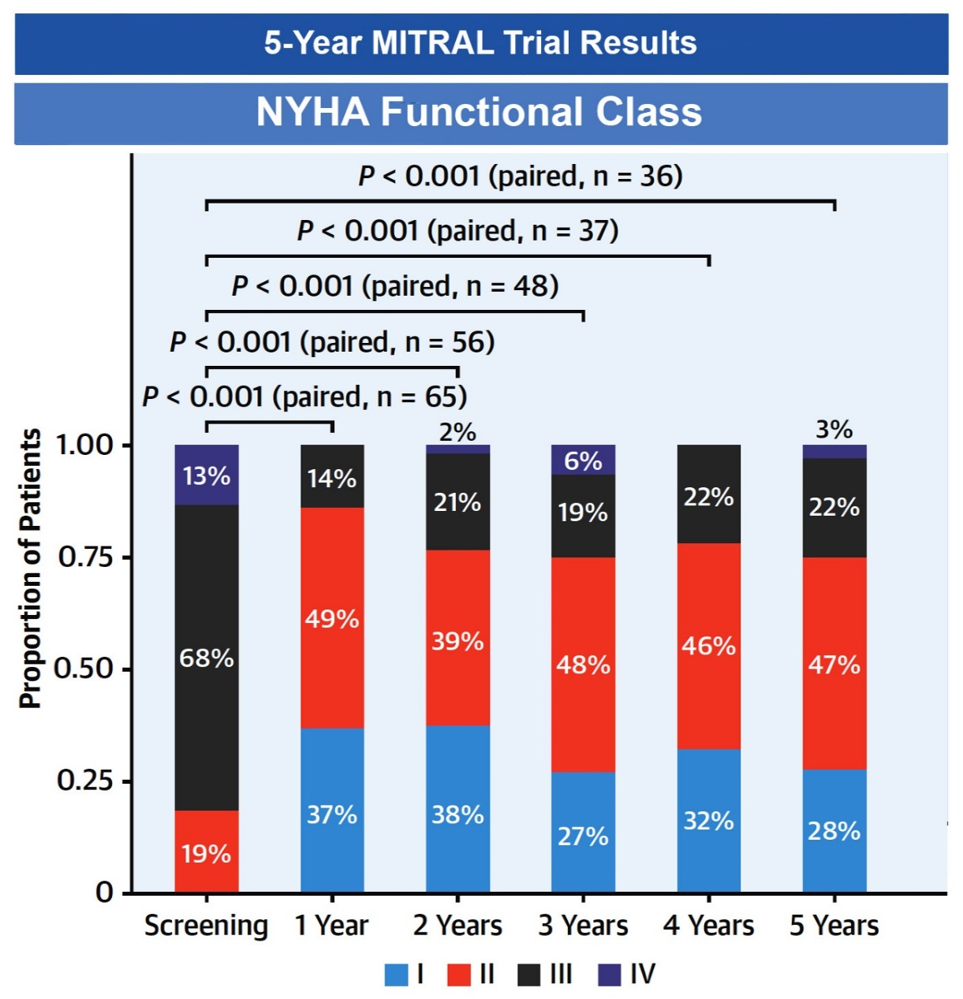 5-Year MITRAL Trial Results
NYHA Functional Class
P < 0.001 (paired, n = 36)
P < 0.001 (paired, n = 37)
P < 0.001 (paired, n = 48)
P < 0.001 (paired, n = 56)
P < 0.001 (paired, n = 65)
Proportion of Patients
1.00
0.75
0.50
0.25
0
13%
68%
19%
14%
49%
37%
2%
21%
39%
38%
6%
19%
48%
27%
22%
46%
32%
3%
22%
47%
28%
Screening 1 Year 2 Years 3 Years 4 Years 5 Years
I II III IV